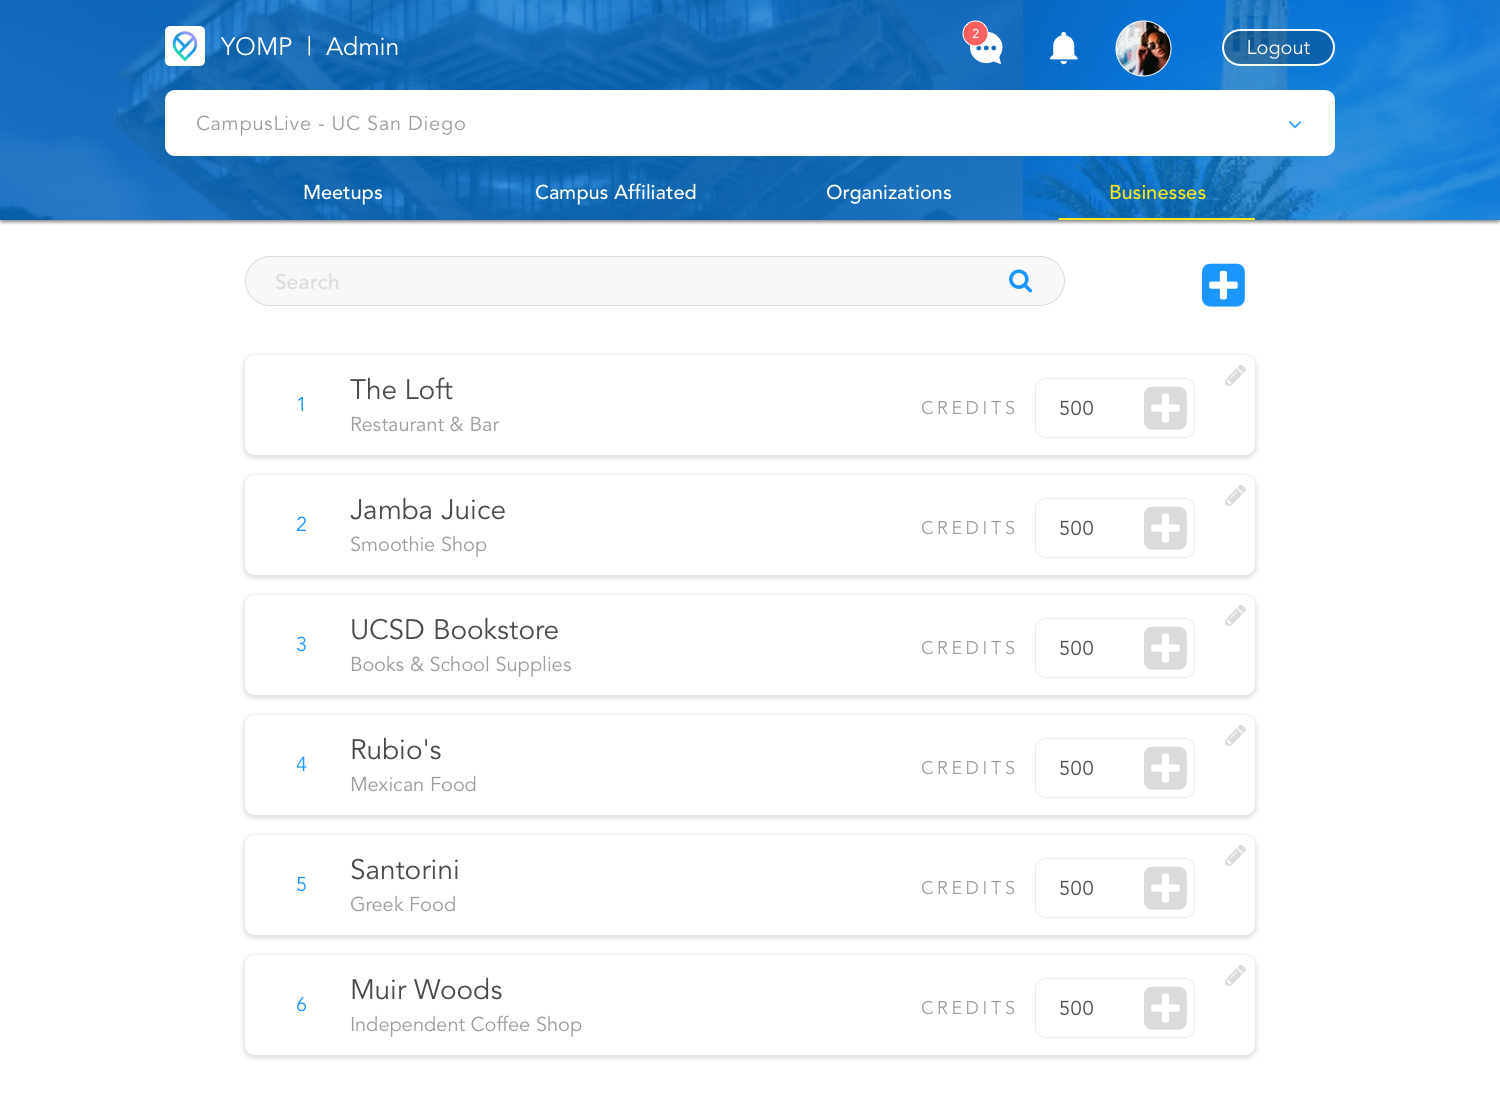 YOMP | Admin
2
Logout
CampusLive - UC San Diego
Meetups
Campus Affiliated
Organizations
Businesses
Search
1
The Loft
Restaurant & Bar
CREDITS
500
2
Jamba Juice
Smoothie Shop
CREDITS
500
3
UCSD Bookstore
Books & School Supplies
CREDITS
500
4
Rubio's
Mexican Food
CREDITS
500
5
Santorini
Greek Food
CREDITS
500
6
Muir Woods
Independent Coffee Shop
CREDITS
500